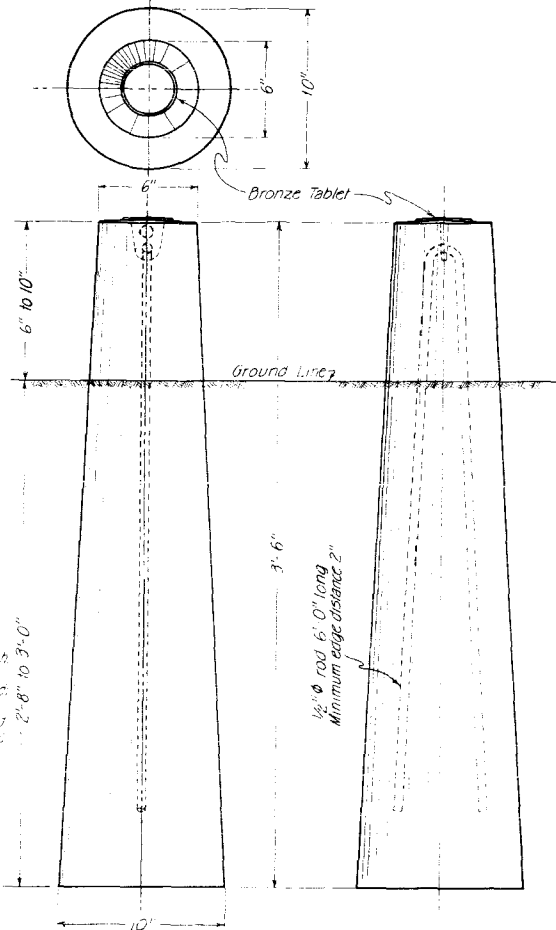 6"
10"
6"
Bronze Tablet
6" to 10"
Ground Line
3'-6"
2'-8" to 3'-0"
1/2" Φ rod 6'0" long
Minimum edge distance 2"
10"